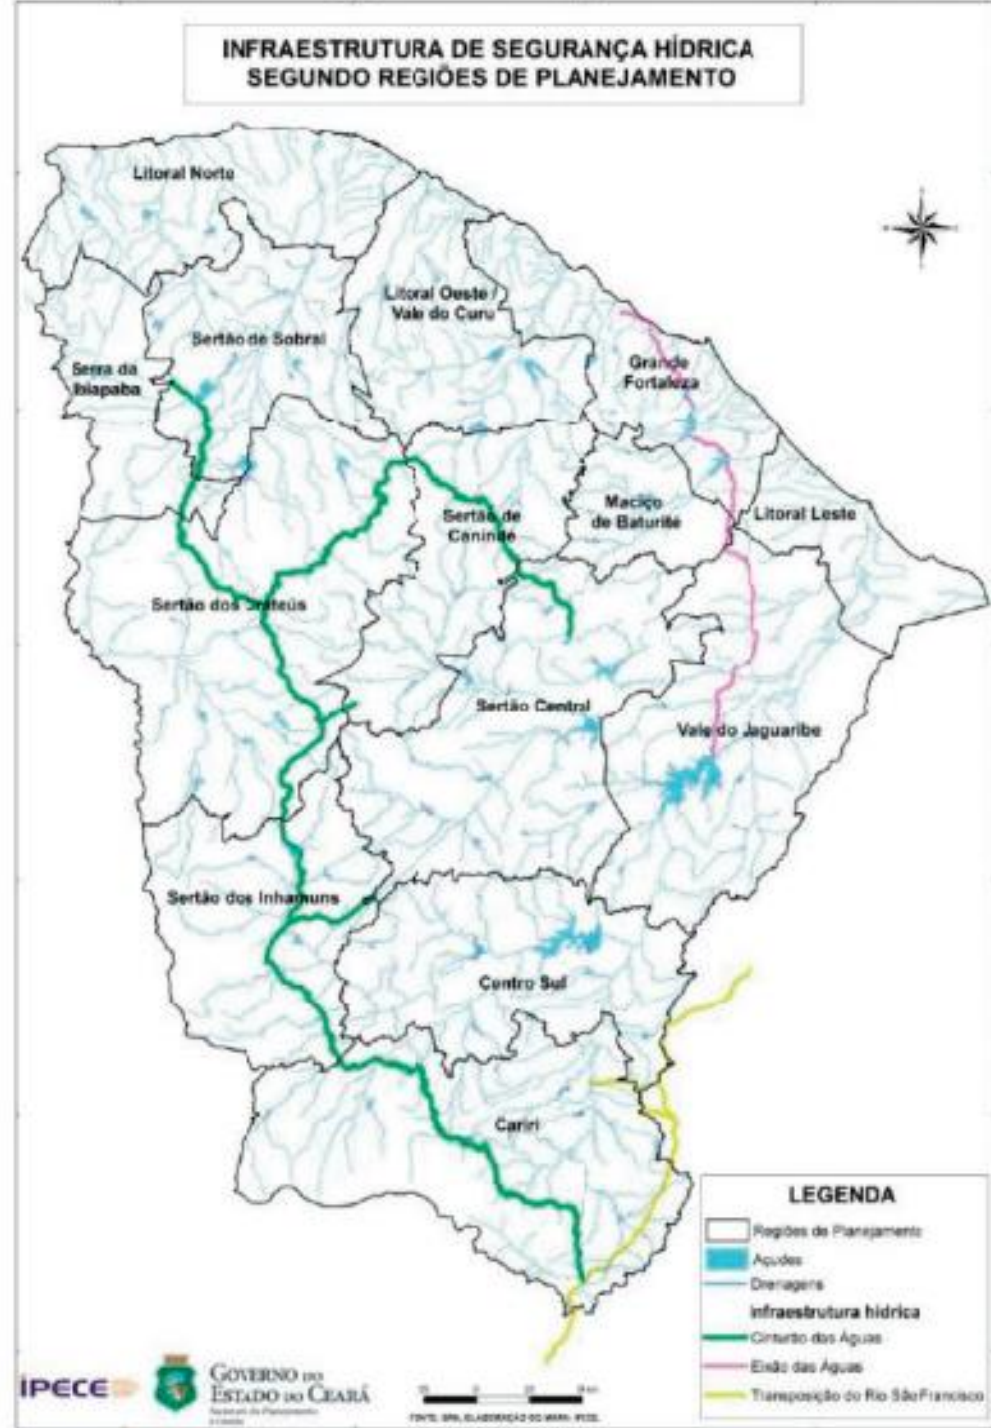 INFRAESTRUTURA DE SEGURANÇA HÍDRICA
SEGUNDO REGIÕES DE PLANEJAMENTO
Litoral Norte
Litoral Oeste /
Vale do Curu
Sertão de Sobral
Serra da
Ibiapaba
Grande
Fortaleza
Maciço
de Baturité
Litoral Leste
Sertão de
Canindé
Sertão dos Crateús
Sertão Central
Vale do Jaguaribe
Sertão dos Inhamuns
Centro Sul
Cariri
LEGENDA
Regiões de Planejamento
Açudes
Drenagens
Infraestrutura hídrica
Cinturão das Águas
Eixão das Águas
Transposição do Rio São Francisco
IPECE
GOVERNO DO
ESTADO DO CEARÁ